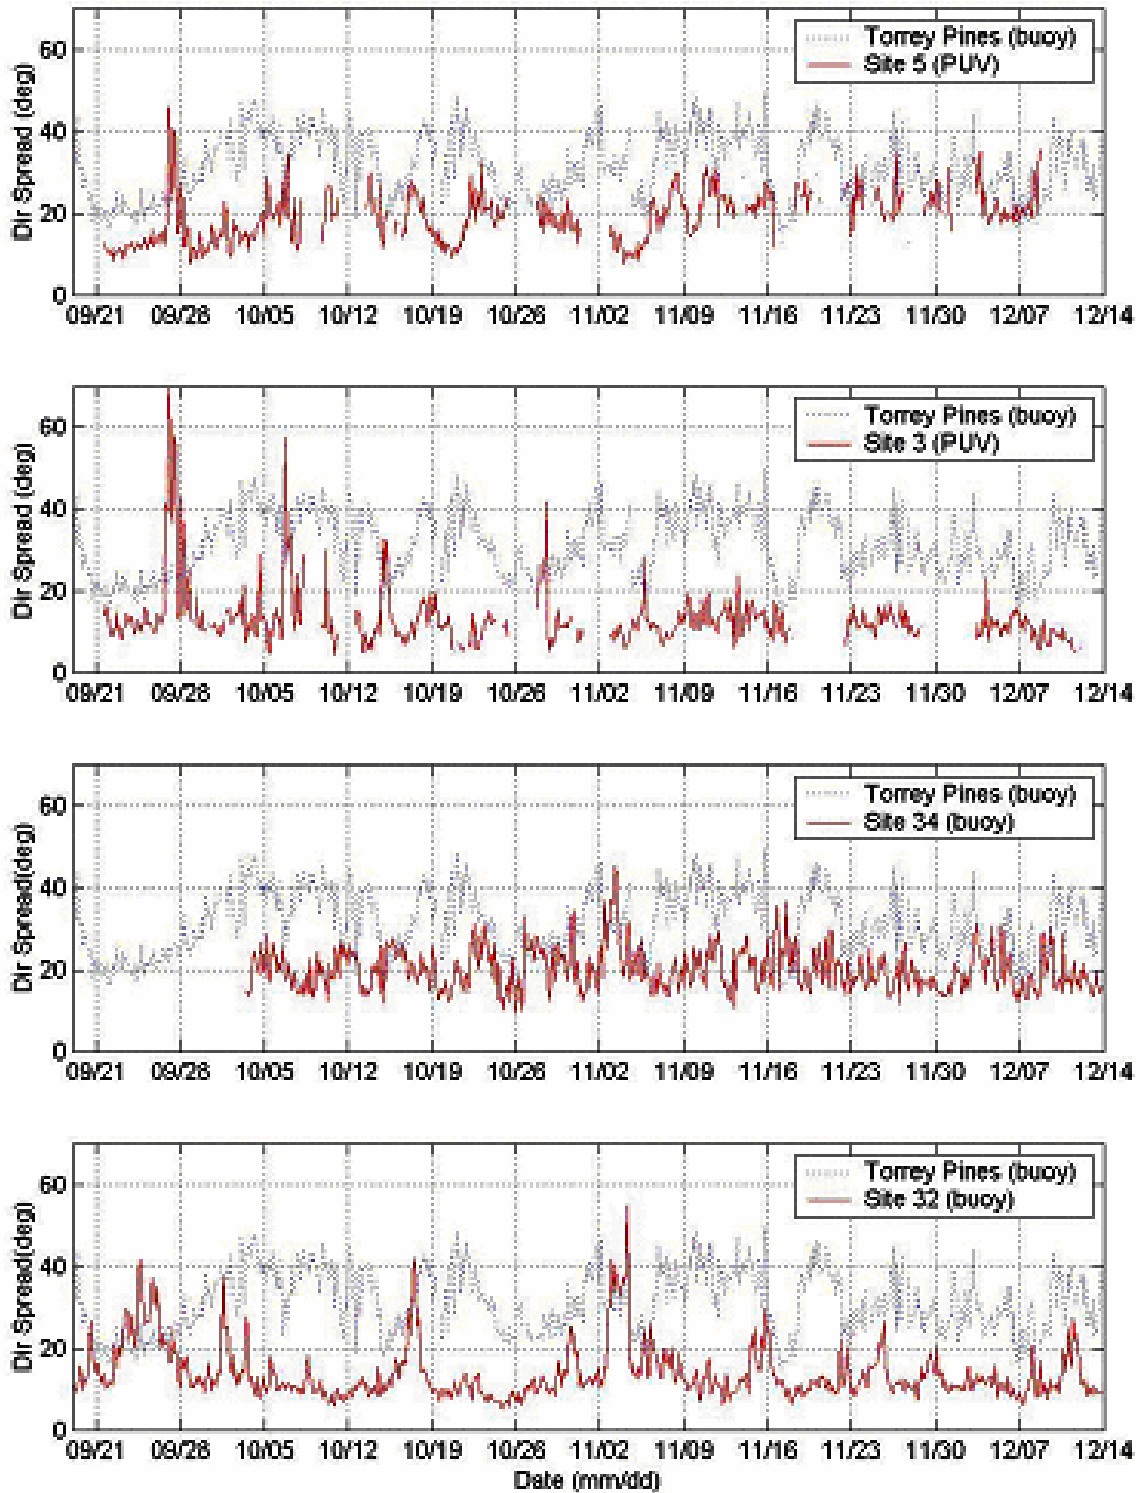 Dir Spread (deg)
60
40
20
0
Torrey Pines (buoy)
Site 5 (PUV)
09/21 09/28 10/05 10/12 10/19 10/26 11/02 11/09 11/16 11/23 11/30 12/07 12/14
Dir Spread (deg)
60
40
20
0
Torrey Pines (buoy)
Site 3 (PUV)
09/21 09/28 10/05 10/12 10/19 10/26 11/02 11/09 11/16 11/23 11/30 12/07 12/14
Dir Spread(deg)
60
40
20
0
Torrey Pines (buoy)
Site 34 (buoy)
09/21 09/28 10/05 10/12 10/19 10/26 11/02 11/09 11/16 11/23 11/30 12/07 12/14
Dir Spread(deg)
60
40
20
0
Torrey Pines (buoy)
Site 32 (buoy)
09/21 09/28 10/05 10/12 10/19 10/26 11/02 11/09 11/16 11/23 11/30 12/07 12/14
Date (mm/dd)